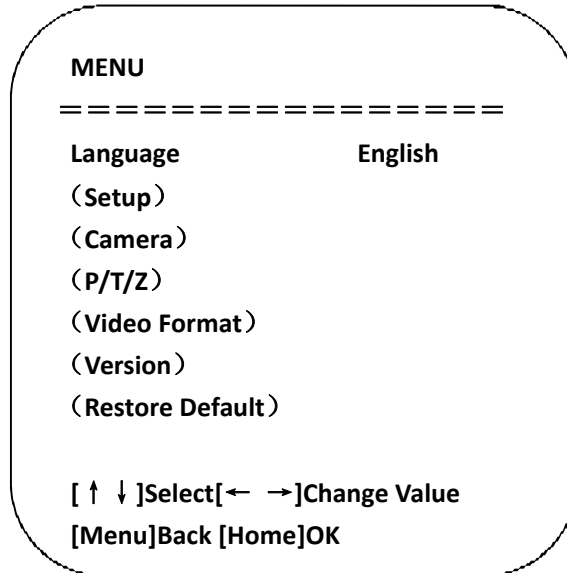 MENU
= = = = = = = = = = = = = = = = =
Language English
（Setup）
（Camera）
（P/T/Z）
（Video Format）
（Version）
（Restore Default）
[ ↑ ↓ ]Select[← →]Change Value
[Menu]Back [Home]OK